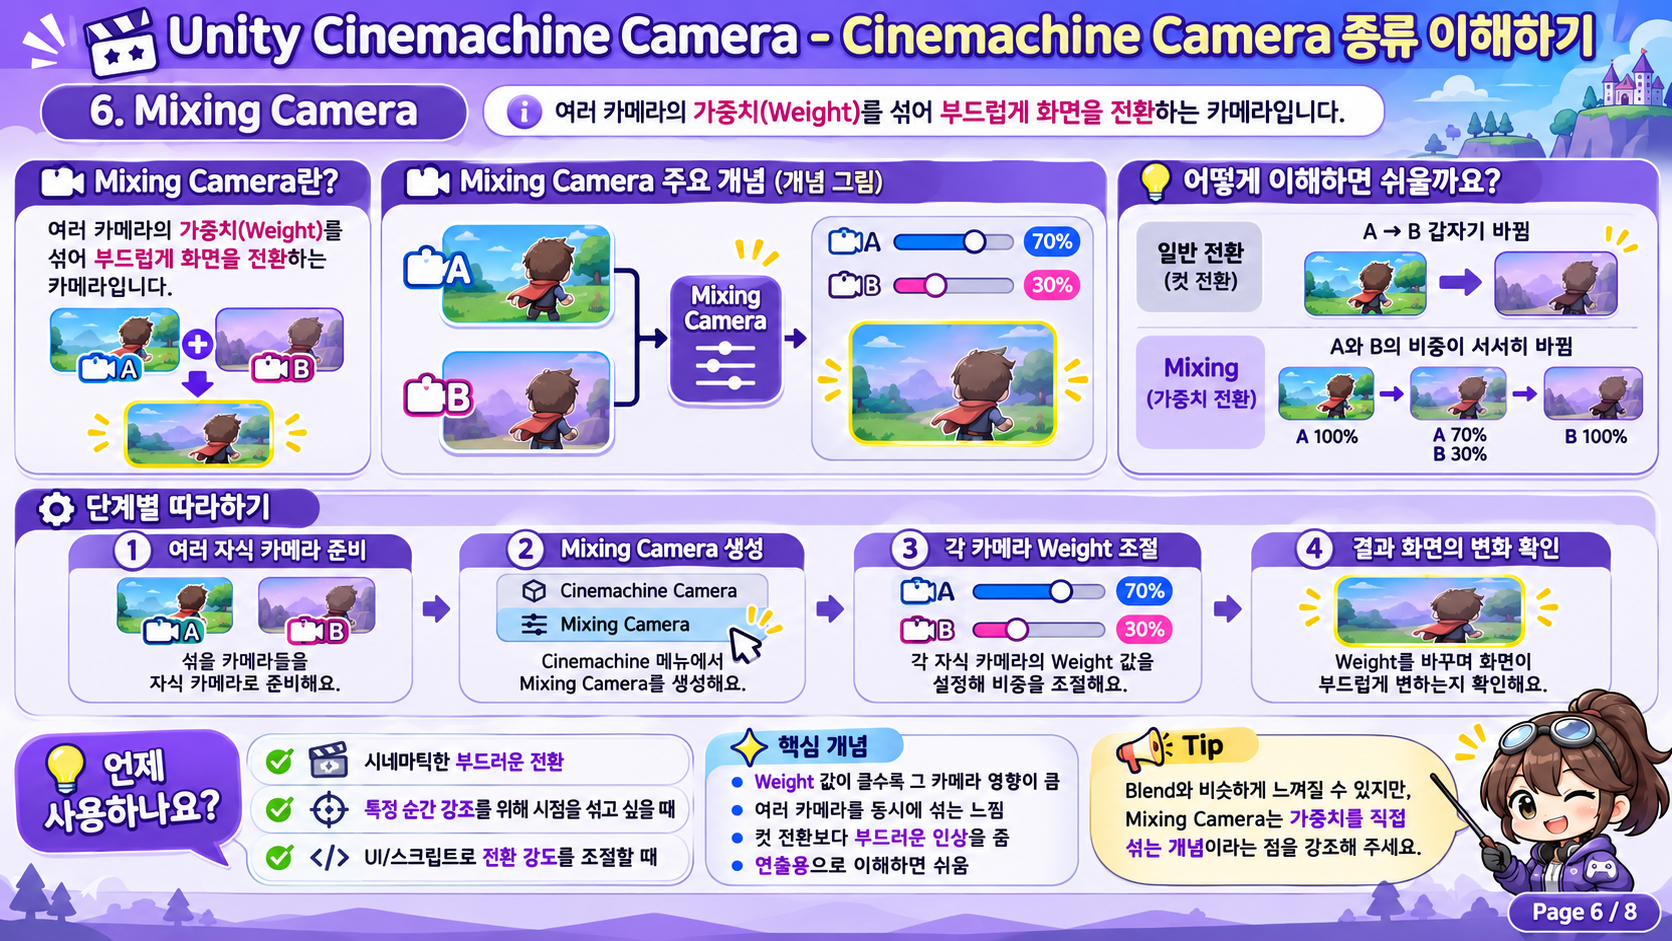 Unity Cinemachine Camera - Cinemachine Camera 종류 이해하기
6. Mixing Camera
i
여러 카메라의 가중치(Weight)를 섞어 부드럽게 화면을 전환하는 카메라입니다.
Mixing Camera란?
여러 카메라의 가중치(Weight)를
섞어 부드럽게 화면을 전환하는
카메라입니다.
A
B
Mixing Camera 주요 개념 (개념 그림)
A
B
Mixing
Camera
A 70%
B 30%
어떻게 이해하면 쉬울까요?
일반 전환
(컷 전환)
A → B 갑자기 바뀜
Mixing
(가중치 전환)
A와 B의 비중이 서서히 바뀜
A 100%
A 70%
B 30%
B 100%
단계별 따라하기
1 여러 자식 카메라 준비
A
B
섞을 카메라들을
자식 카메라로 준비해요.
2 Mixing Camera 생성
Cinemachine Camera
Mixing Camera
Cinemachine 메뉴에서
Mixing Camera를 생성해요.
3 각 카메라 Weight 조절
A 70%
B 30%
각 자식 카메라의 Weight 값을
설정해 비중을 조절해요.
4 결과 화면의 변화 확인
Weight를 바꾸며 화면이
부드럽게 변하는지 확인해요.
언제
사용하나요?
시네마틱한 부드러운 전환
특정 순간 강조를 위해 시점을 섞고 싶을 때
</> UI/스크립트로 전환 강도를 조절할 때
핵심 개념
• Weight 값이 클수록 그 카메라 영향이 큼
• 여러 카메라를 동시에 섞는 느낌
• 컷 전환보다 부드러운 인상을 줌
• 연출용으로 이해하면 쉬움
Tip
Blend와 비슷하게 느껴질 수 있지만,
Mixing Camera는 가중치를 직접
섞는 개념이라는 점을 강조해 주세요.
Page 6 / 8